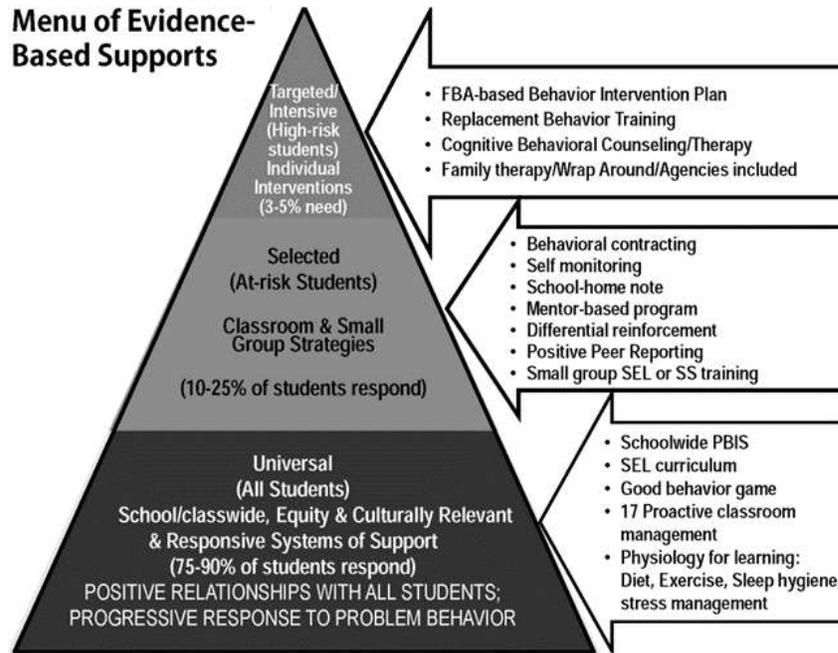 Menu of Evidence-
Based Supports
Targeted/
Intensive
(High-risk
students)
Individual
Interventions
(3-5% need)
• FBA-based Behavior Intervention Plan
• Replacement Behavior Training
• Cognitive Behavioral Counseling/Therapy
• Family therapy/Wrap Around/Agencies included
Selected
(At-risk Students)
Classroom & Small
Group Strategies
(10-25% of students respond)
• Behavioral contracting
• Self monitoring
• School-home note
• Mentor-based program
• Differential reinforcement
• Positive Peer Reporting
• Small group SEL or SS training
Universal
(All Students)
School/classwide, Equity & Culturally Relevant
& Responsive Systems of Support
(75-90% of students respond)
POSITIVE RELATIONSHIPS WITH ALL STUDENTS;
PROGRESSIVE RESPONSE TO PROBLEM BEHAVIOR
• Schoolwide PBIS
• SEL curriculum
• Good behavior game
• 17 Proactive classroom
management
• Physiology for learning:
Diet, Exercise, Sleep hygiene
stress management